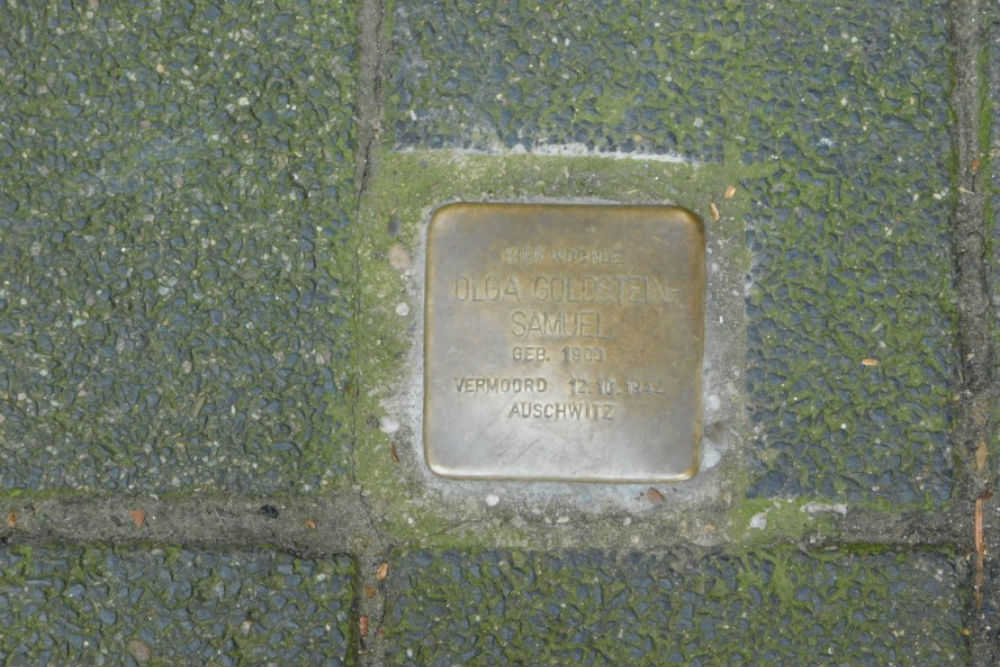 HIER WOONDE
OLGA GOLDSTEIN-
SAMUEL
GEB. 1900
VERMOORD 12.10.1942
AUSCHWITZ